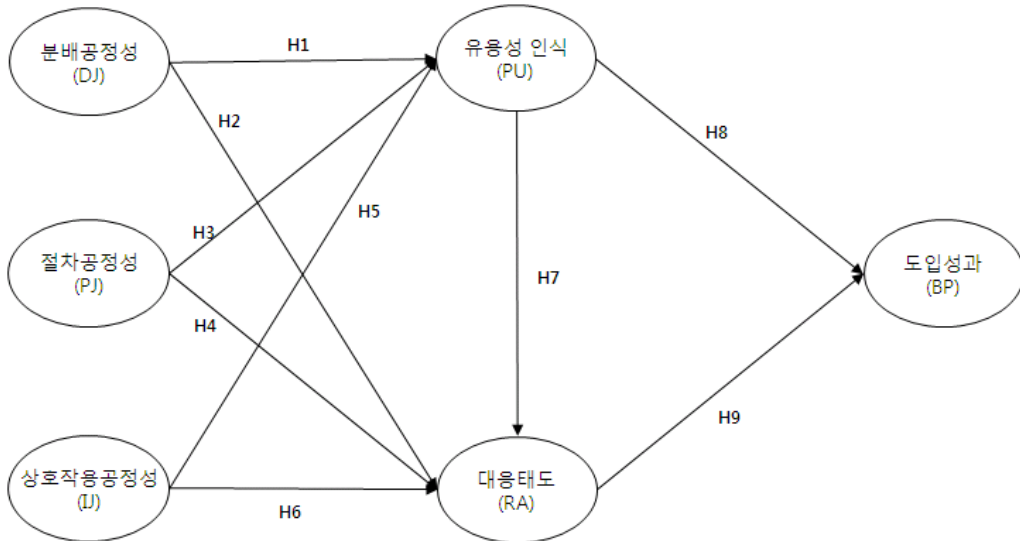 분배공정성
(DJ)
H1
유용성 인식
(PU)
H2
H8
H5
H3
절차공정성
(PJ)
H7
도입성과
(BP)
H4
H9
상호작용공정성
(IJ)
H6
대응태도
(RA)